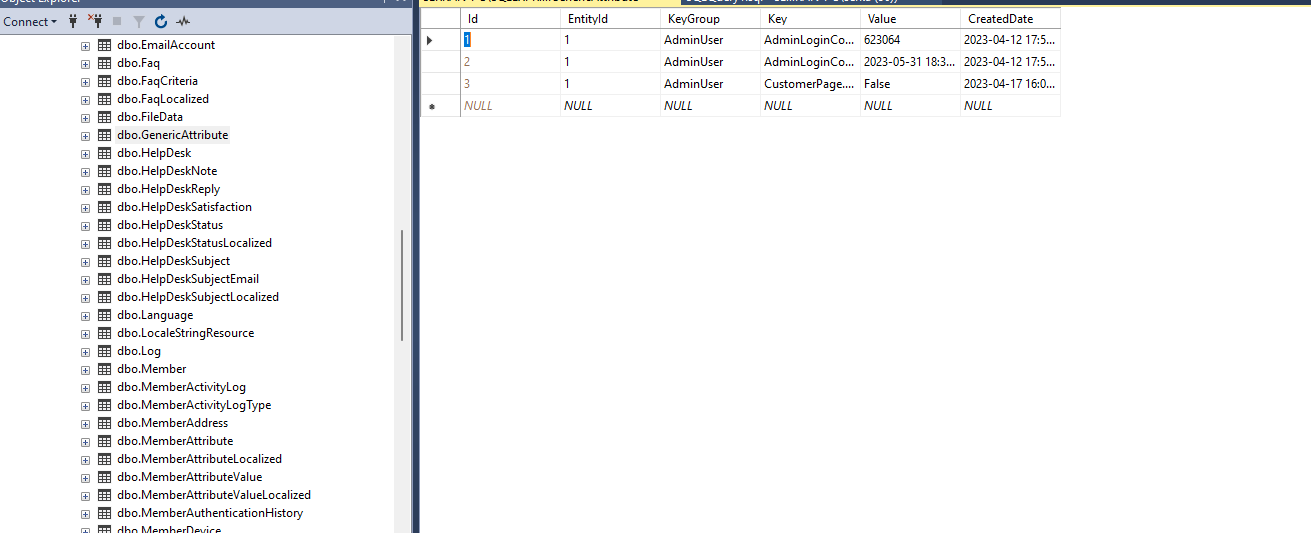 Object Explorer
Connect
dbo.EmailAccount
dbo.Faq
dbo.FaqCriteria
dbo.FaqLocalized
dbo.FileData
dbo.GenericAttribute
dbo.HelpDesk
dbo.HelpDeskNote
dbo.HelpDeskReply
dbo.HelpDeskSatisfaction
dbo.HelpDeskStatus
dbo.HelpDeskStatusLocalized
dbo.HelpDeskSubject
dbo.HelpDeskSubjectEmail
dbo.HelpDeskSubjectLocalized
dbo.Language
dbo.LocaleStringResource
dbo.Log
dbo.Member
dbo.MemberActivityLog
dbo.MemberActivityLogType
dbo.MemberAddress
dbo.MemberAttribute
dbo.MemberAttributeLocalized
dbo.MemberAttributeValue
dbo.MemberAttributeValueLocalized
dbo.MemberAuthenticationHistory
dbo.MemberDevice
Id EntityId KeyGroup Key Value CreatedDate
1 1 AdminUser AdminLoginCo... 623064 2023-04-12 17:5...
2 1 AdminUser AdminLoginCo... 2023-05-31 18:3... 2023-04-12 17:5...
3 1 AdminUser CustomerPage.... False 2023-04-17 16:0...
NULL NULL NULL NULL NULL NULL